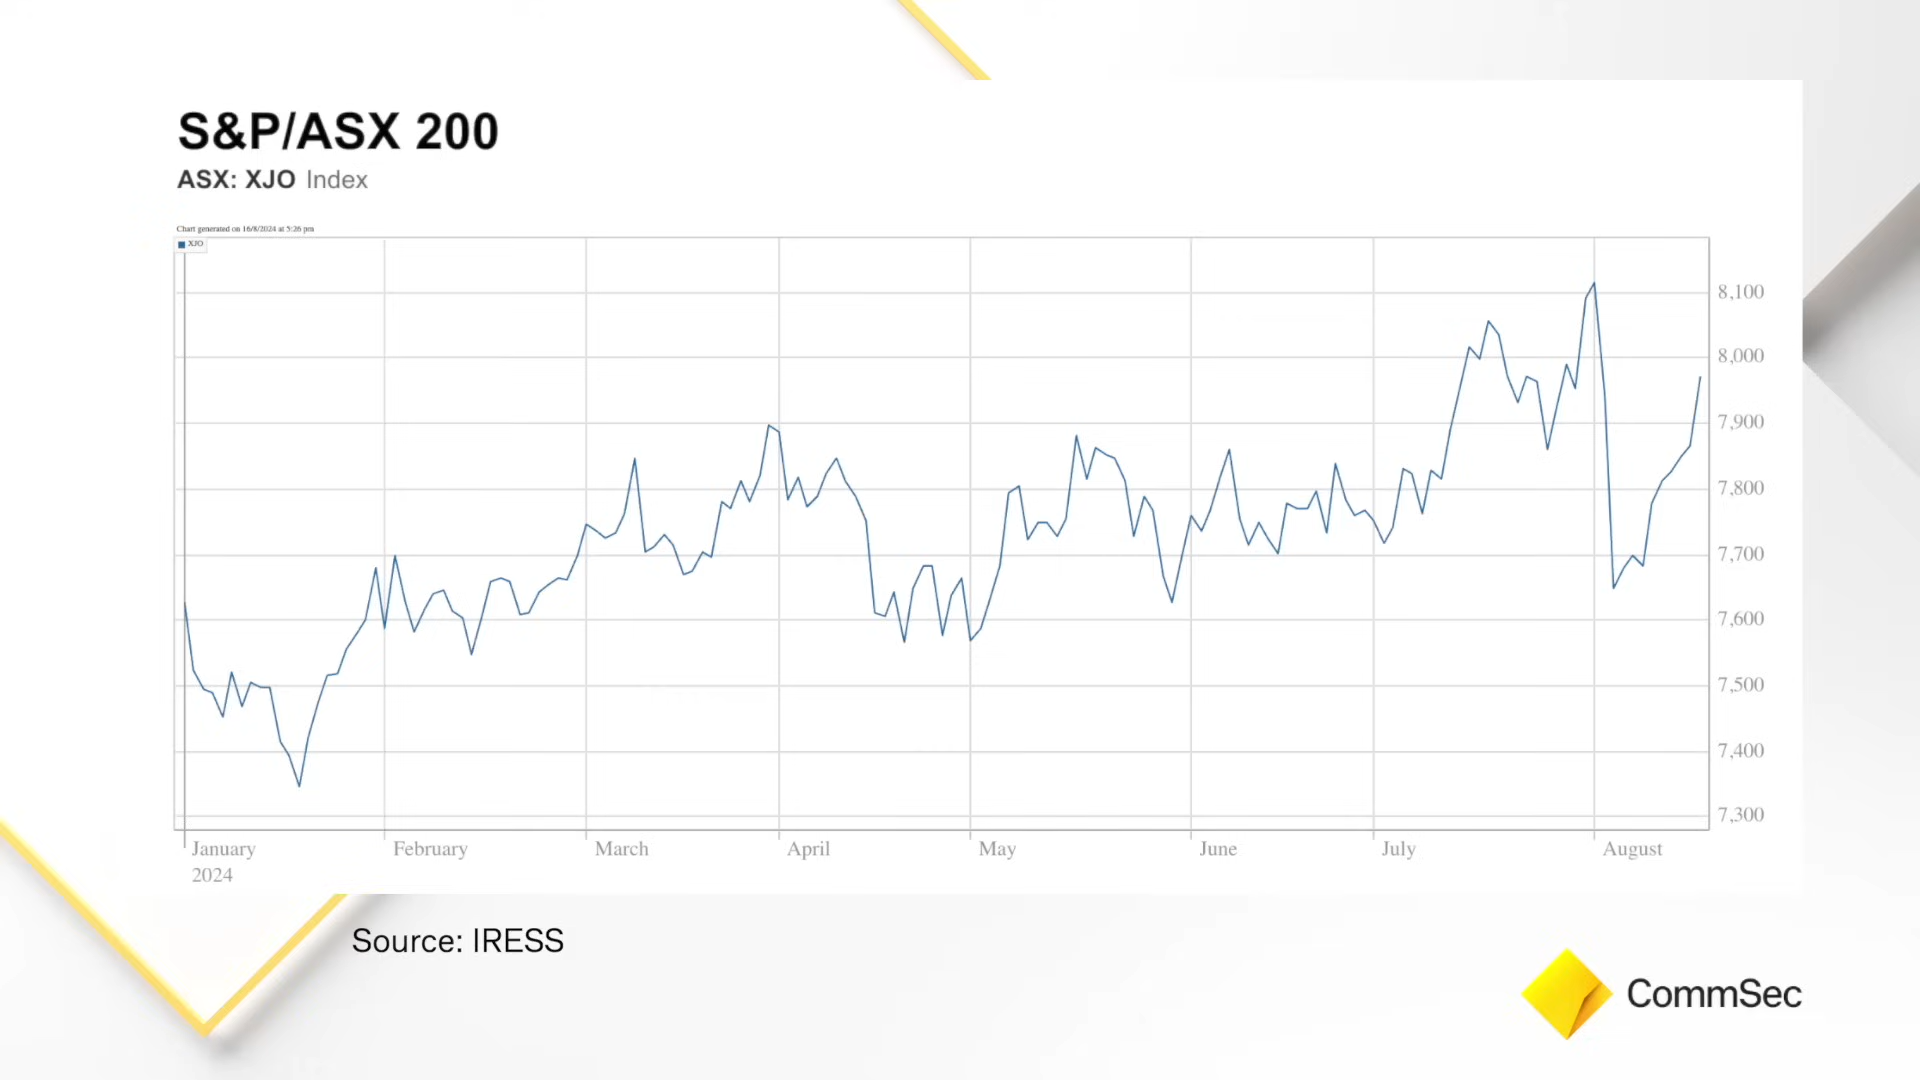 S&P/ASX 200
ASX: XJO Index
Chart generated on 16/8/2024 at 5:26 pm
XJO
8,100
8,000
7,900
7,800
7,700
7,600
7,500
7,400
7,300
January February March April May June July August
2024
Source: IRESS
CommSec